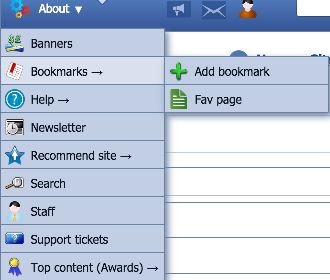 About ▼
Banners
Bookmarks →
Add bookmark
Help →
Fav page
Newsletter
Recommend site →
Search
Staff
Support tickets
Top content (Awards) →